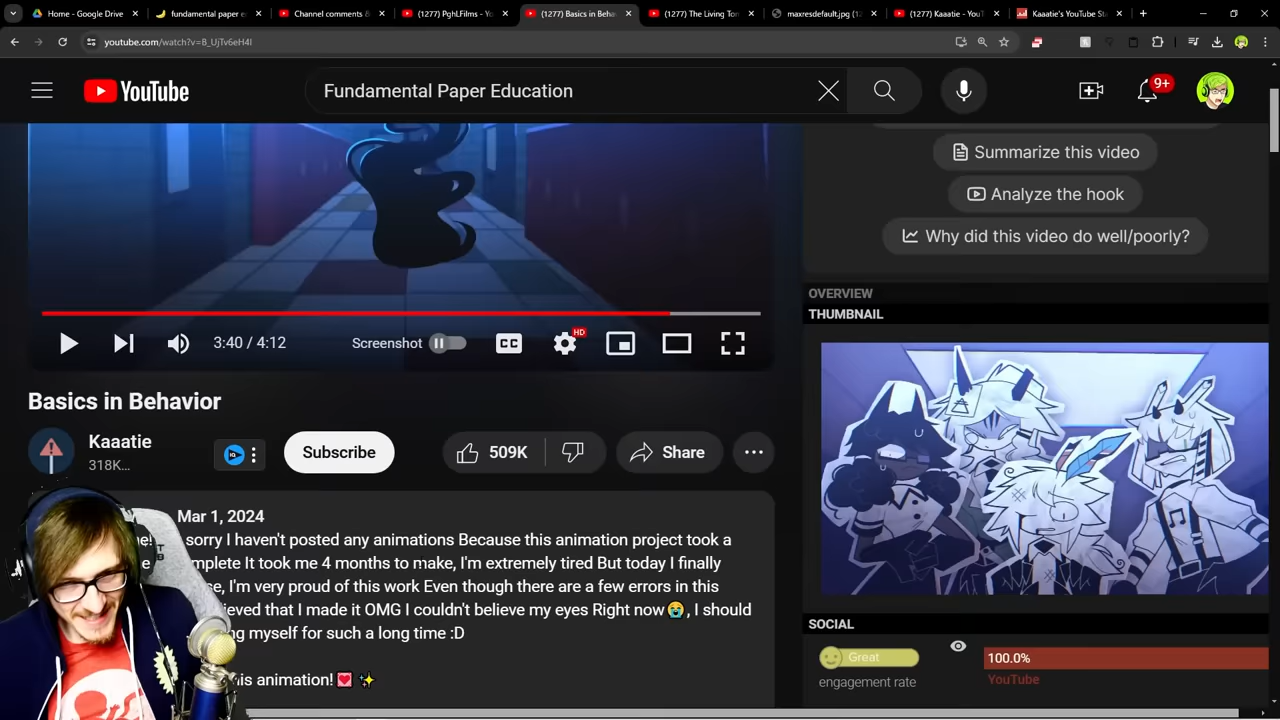 Home - Google Drive
fundamental paper e
Channel comments &
(1277) PghLFilms - Yo
(1277) Basics in Beha
(1277) The Living Ton
maxresdefault.jpg (12
(1277) Kaaatie - YouT
Kaaatie's YouTube Sta
youtube.com/watch?v=B_UjTv6eH4I
YouTube
Fundamental Paper Education
9+
Summarize this video
Analyze the hook
Why did this video do well/poorly?
OVERVIEW
THUMBNAIL
3:40 / 4:12
Screenshot
CC
HD
Basics in Behavior
Kaaatie
318K...
Subscribe
509K
Share
Mar 1, 2024
sorry I haven't posted any animations Because this animation project took a
mplete It took me 4 months to make, I'm extremely tired But today I finally
se, I'm very proud of this work Even though there are a few errors in this
ieved that I made it OMG I couldn't believe my eyes Right now😭, I should
ng myself for such a long time :D
is animation! 💌 ✨
SOCIAL
Great
engagement rate
100.0%
YouTube